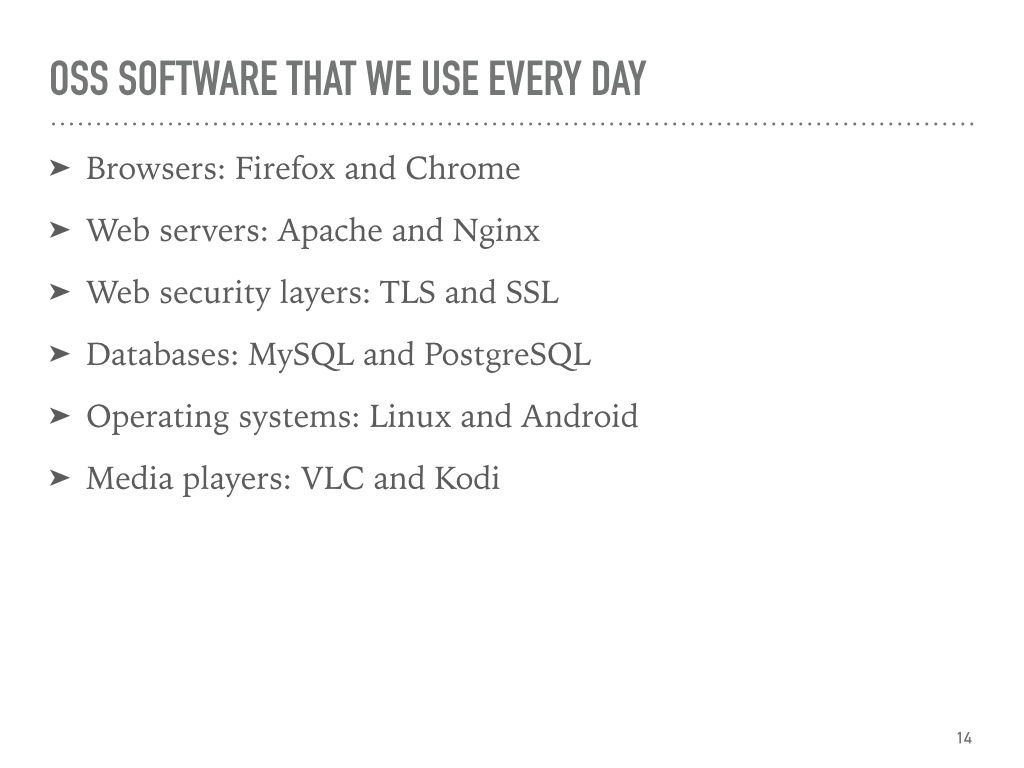 OSS SOFTWARE THAT WE USE EVERY DAY
➤ Browsers: Firefox and Chrome
➤ Web servers: Apache and Nginx
➤ Web security layers: TLS and SSL
➤ Databases: MySQL and PostgreSQL
➤ Operating systems: Linux and Android
➤ Media players: VLC and Kodi
14